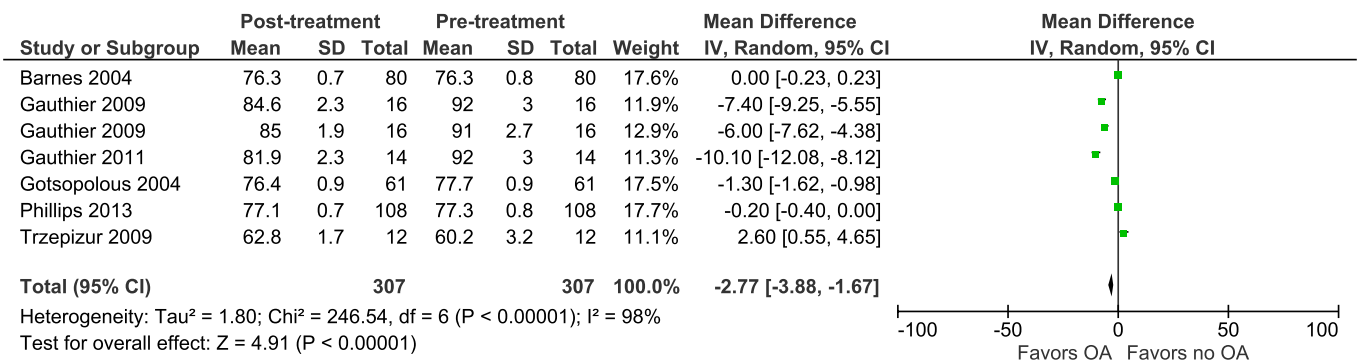 Post-treatment Pre-treatment Mean Difference Mean Difference
Study or Subgroup Mean SD Total Mean SD Total Weight IV, Random, 95% CI IV, Random, 95% CI
Barnes 2004 76.3 0.7 80 76.3 0.8 80 17.6% 0.00 [-0.23, 0.23]
Gauthier 2009 84.6 2.3 16 92 3 16 11.9% -7.40 [-9.25, -5.55]
Gauthier 2009 85 1.9 16 91 2.7 16 12.9% -6.00 [-7.62, -4.38]
Gauthier 2011 81.9 2.3 14 92 3 14 11.3% -10.10 [-12.08, -8.12]
Gotsopolous 2004 76.4 0.9 61 77.7 0.9 61 17.5% -1.30 [-1.62, -0.98]
Phillips 2013 77.1 0.7 108 77.3 0.8 108 17.7% -0.20 [-0.40, 0.00]
Trzepizur 2009 62.8 1.7 12 60.2 3.2 12 11.1% 2.60 [0.55, 4.65]
Total (95% CI) 307 307 100.0% -2.77 [-3.88, -1.67]
Heterogeneity: Tau² = 1.80; Chi² = 246.54, df = 6 (P < 0.00001); I² = 98%
Test for overall effect: Z = 4.91 (P < 0.00001)
-100 -50 0 50 100
Favors OA Favors no OA